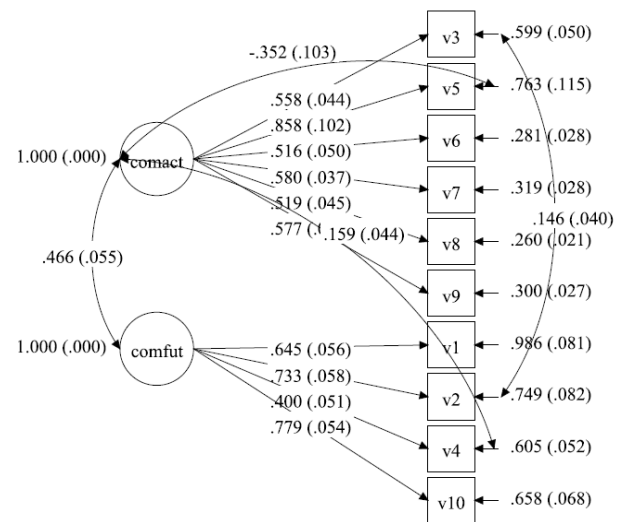 v3
.599 (.050)
-.352 (.103)
v5
.763 (.115)
.558 (.044)
.858 (.102)
v6
.281 (.028)
1.000 (.000)
comact
.516 (.050)
.580 (.037)
v7
.319 (.028)
.519 (.045)
.146 (.040)
.577
.159 (.044)
v8
.260 (.021)
.466 (.055)
v9
.300 (.027)
1.000 (.000)
comfut
.645 (.056)
v1
.986 (.081)
.733 (.058)
v2
.749 (.082)
.400 (.051)
.779 (.054)
v4
.605 (.052)
v10
.658 (.068)